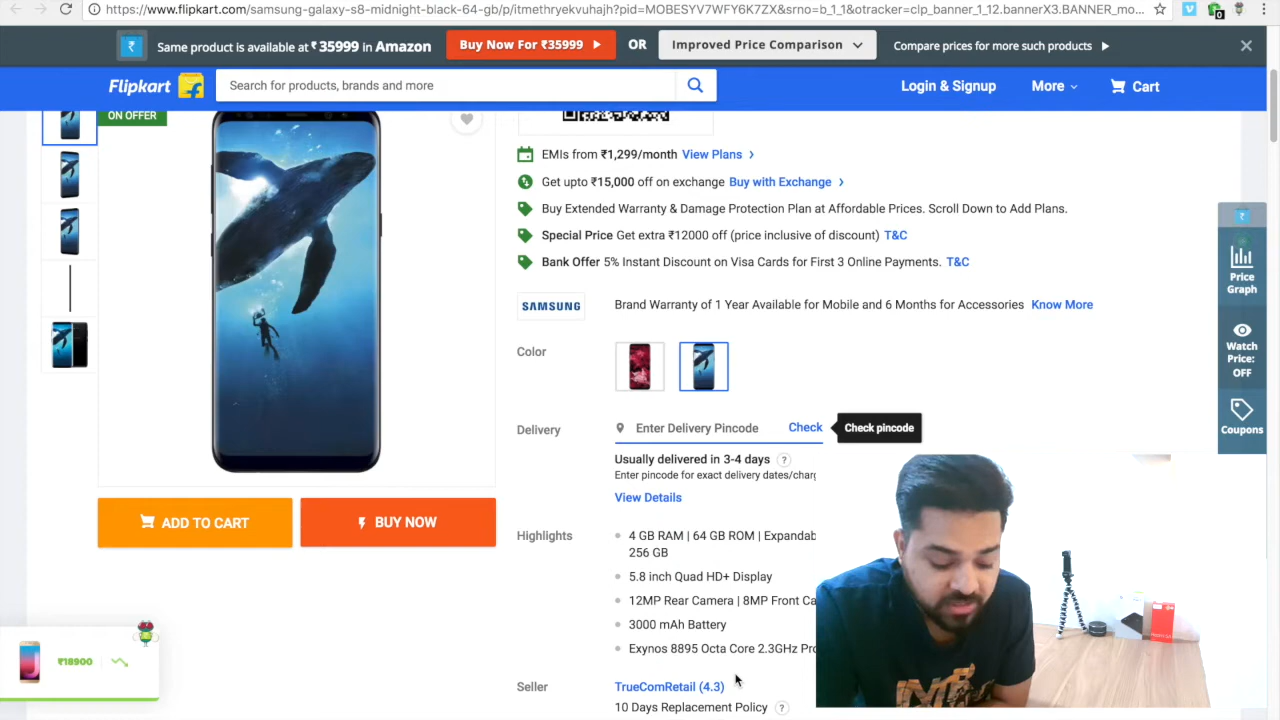 https://www.flipkart.com/samsung-galaxy-s8-midnight-black-64-gb/p/itmethryekvuhajh?pid=MOBESYV7WFY6K7ZX&srno=b_1_1&otracker=clp_banner_1_12.bannerX3.BANNER_mo...
Same product is available at ₹35999 in Amazon
Buy Now For ₹35999
OR
Improved Price Comparison
Compare prices for more such products
Flipkart
Search for products, brands and more
Login & Signup
More
Cart
ON OFFER
EMIs from ₹1,299/month View Plans
Get upto ₹15,000 off on exchange Buy with Exchange
Buy Extended Warranty & Damage Protection Plan at Affordable Prices. Scroll Down to Add Plans.
Special Price Get extra ₹12000 off (price inclusive of discount) T&C
Bank Offer 5% Instant Discount on Visa Cards for First 3 Online Payments. T&C
SAMSUNG
Brand Warranty of 1 Year Available for Mobile and 6 Months for Accessories Know More
Color
Delivery
Enter Delivery Pincode
Check
Check pincode
Usually delivered in 3-4 days ?
Enter pincode for exact delivery dates/charg
View Details
ADD TO CART
BUY NOW
Highlights
4 GB RAM | 64 GB ROM | Expandab
256 GB
5.8 inch Quad HD+ Display
12MP Rear Camera | 8MP Front Ca
3000 mAh Battery
Exynos 8895 Octa Core 2.3GHz Pro
Seller
TrueComRetail (4.3)
10 Days Replacement Policy ?
Price
Graph
Watch
Price:
OFF
Coupons
₹18900